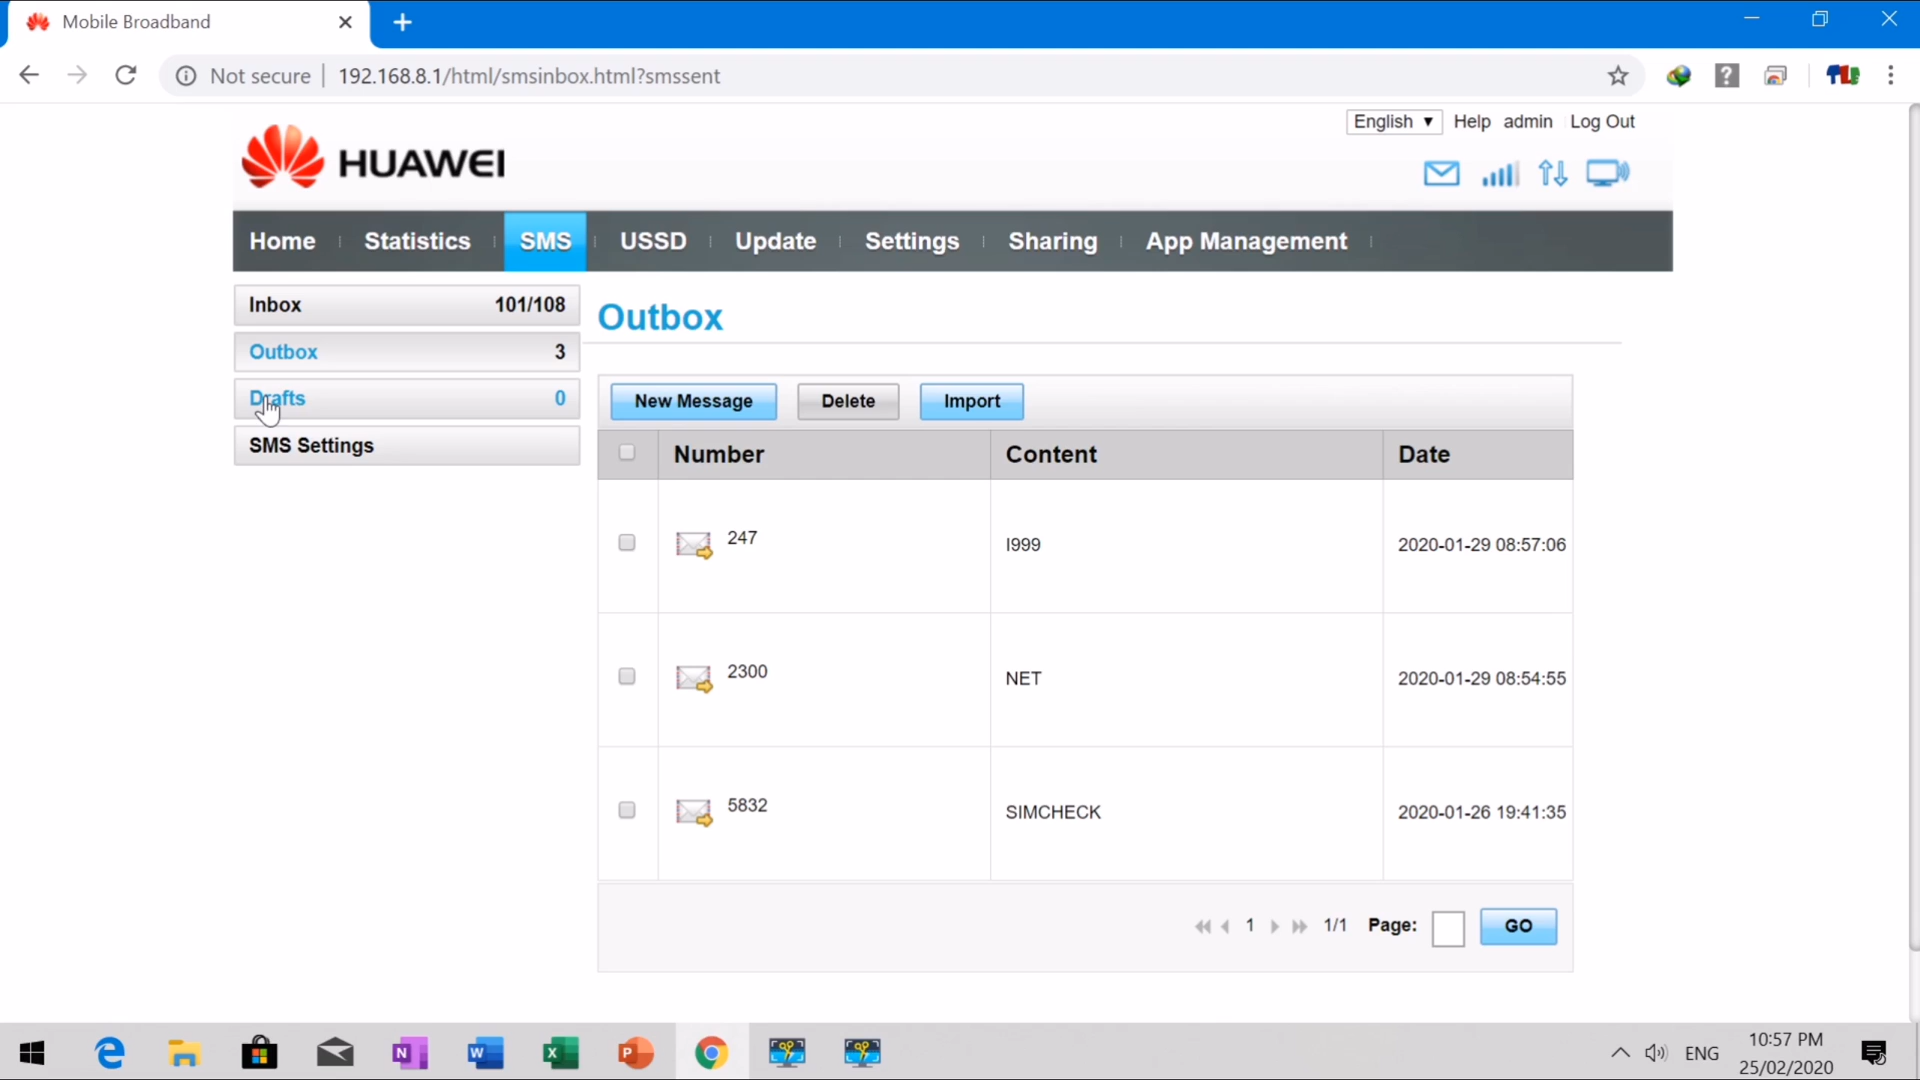 Mobile Broadband
Not secure
192.168.8.1/html/smsinbox.html?smssent
English Help admin Log Out
HUAWEI
Home Statistics SMS USSD Update Settings Sharing App Management
Inbox 101/108
Outbox 3
Drafts 0
SMS Settings
Outbox
New Message Delete Import
Number Content Date
247 I999 2020-01-29 08:57:06
2300 NET 2020-01-29 08:54:55
5832 SIMCHECK 2020-01-26 19:41:35
1 1/1 Page: GO
ENG
10:57 PM
25/02/2020